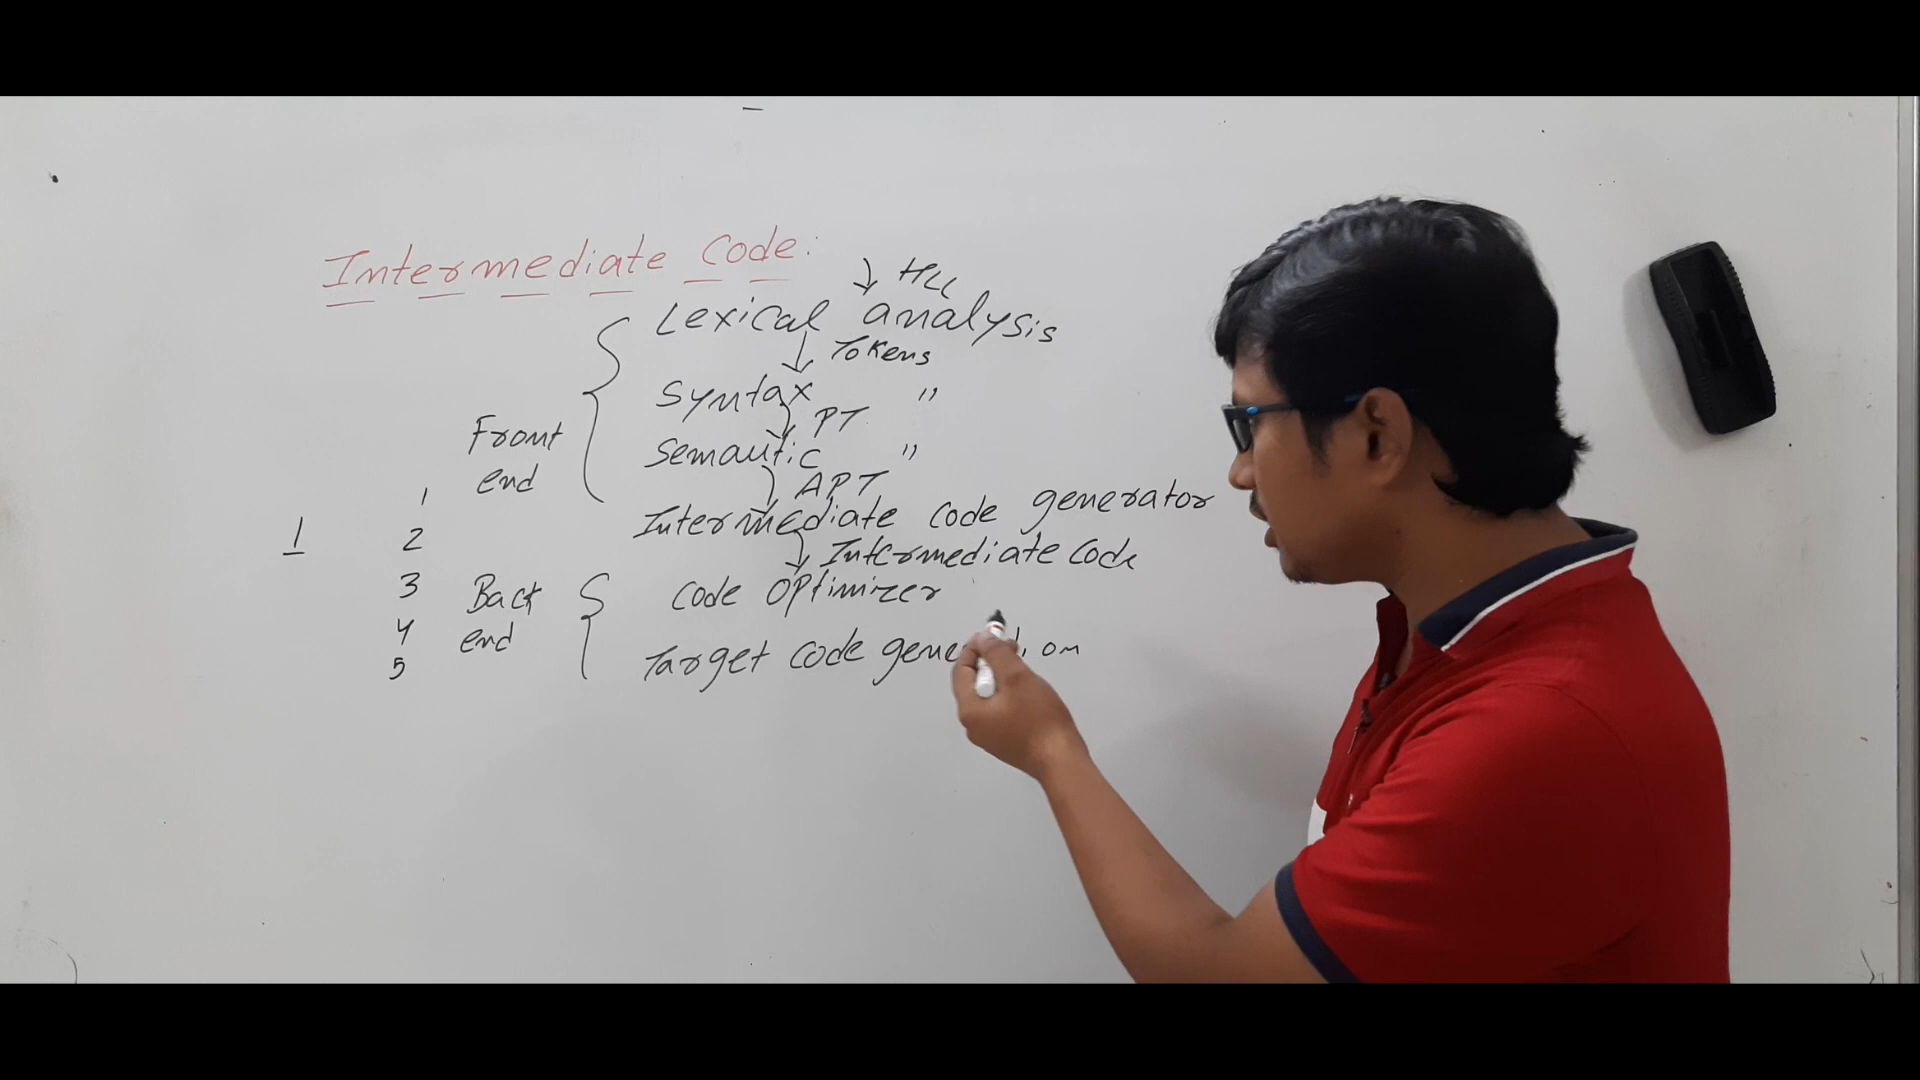 Intermediate Code:
HLL
Lexical analysis
Tokens
Syntax "
PT
Front
end
Semantic "
APT
1
1
2
Intermediate code generator
Intermediate Code
3
Back
end
Code Optimizer
4
5
Target code on